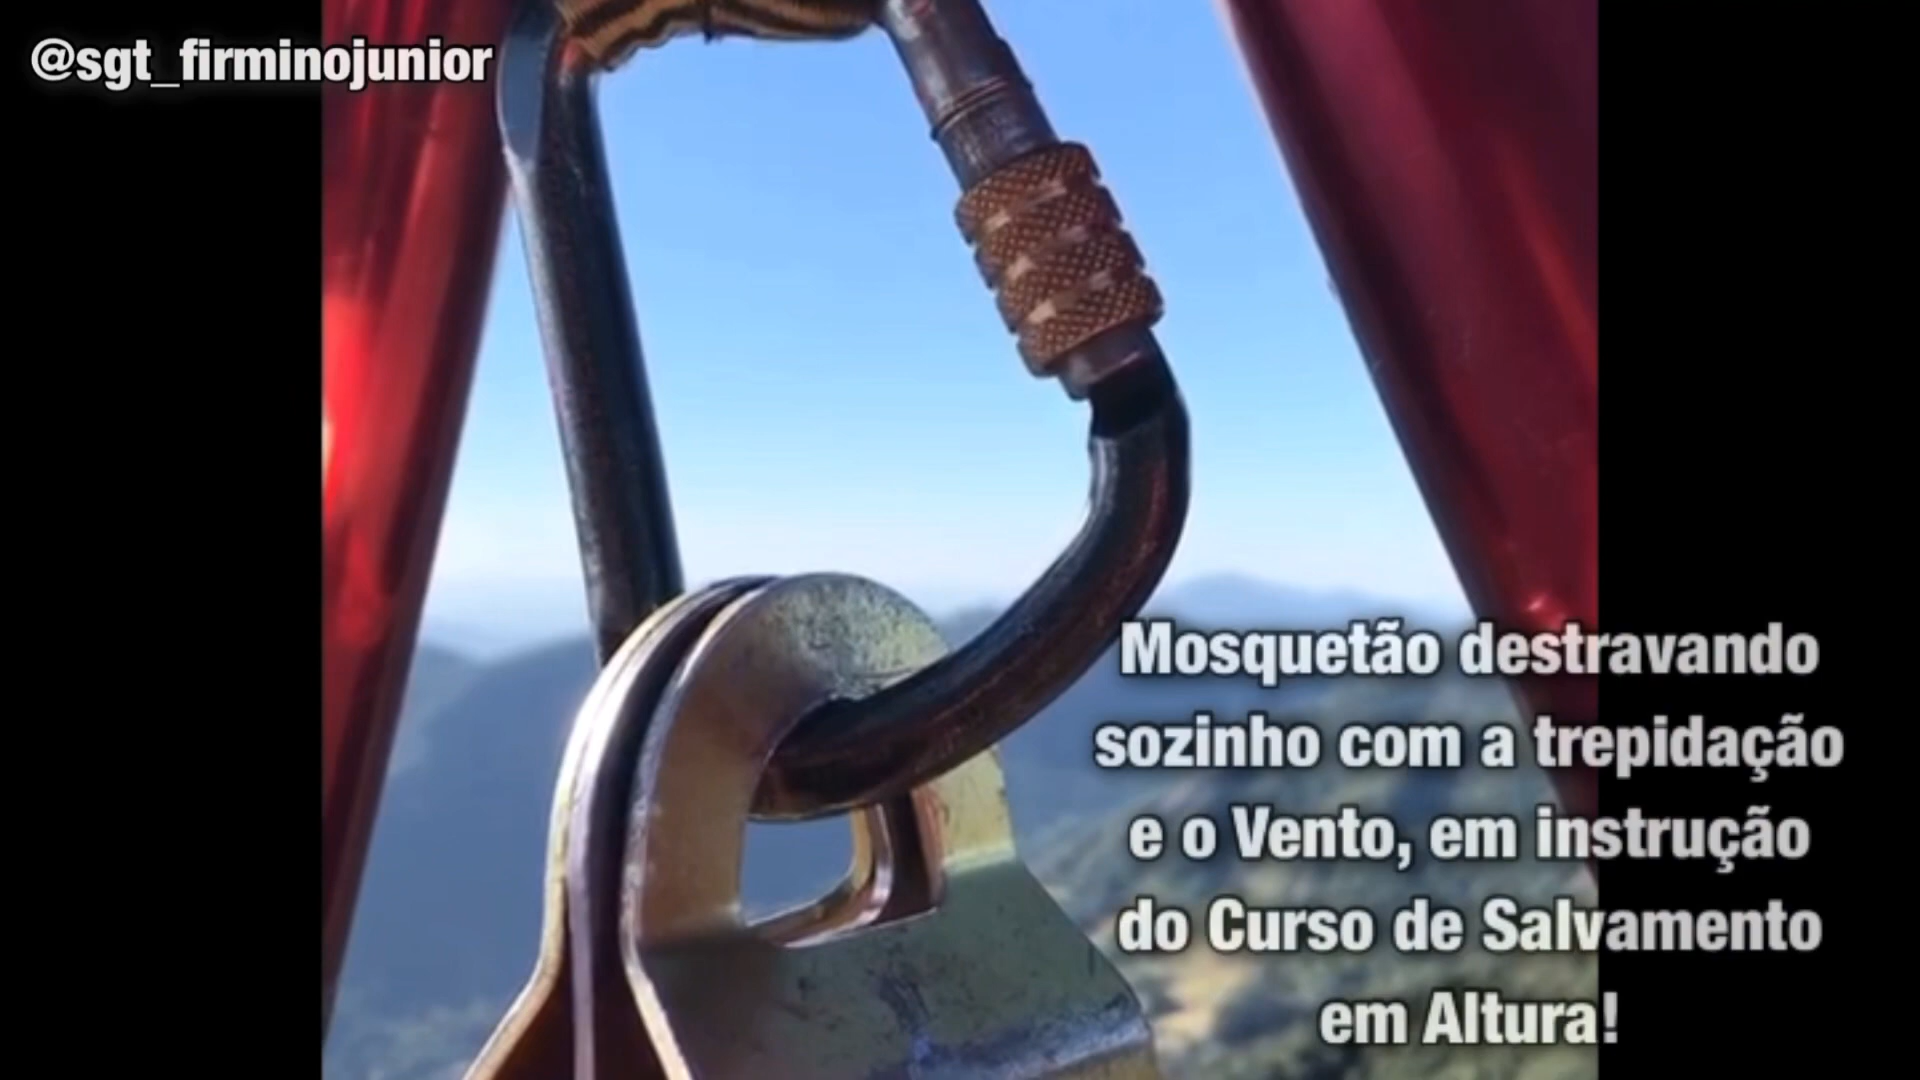 @sgt_firminojunior
Mosquetão destravando
sozinho com a trepidação
e o Vento, em instrução
do Curso de Salvamento
em Altura!